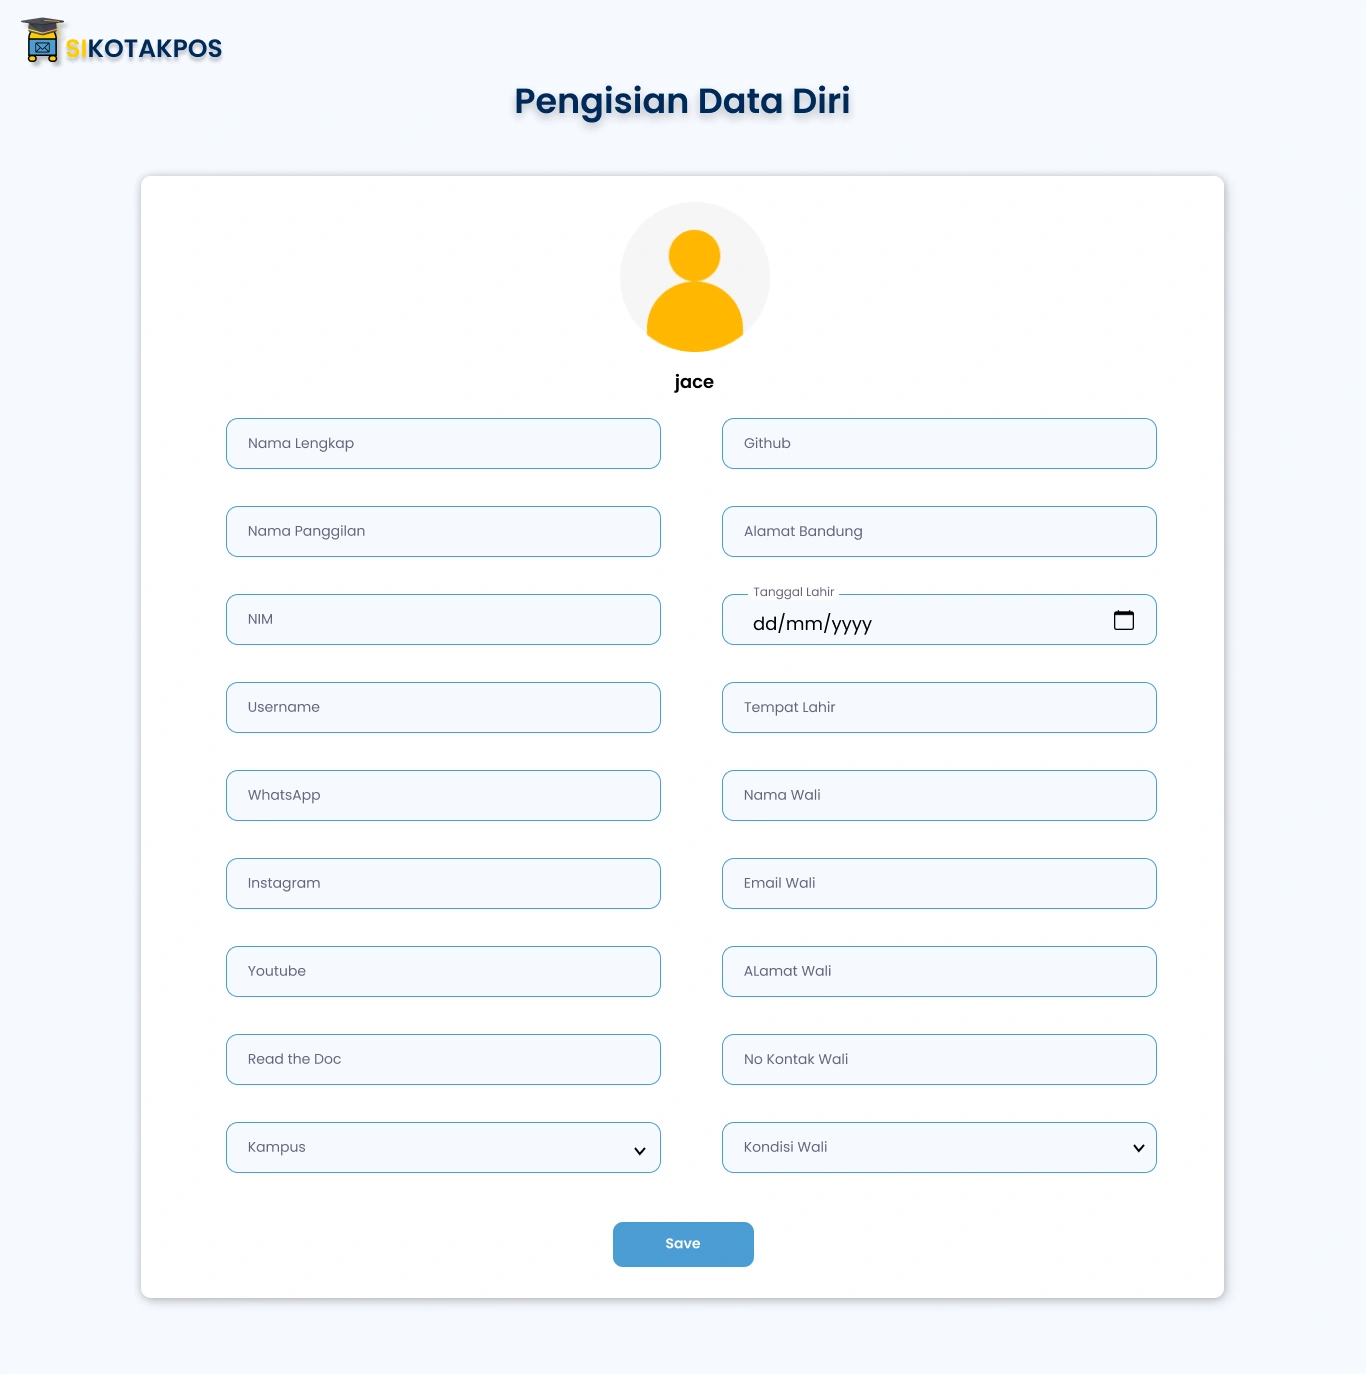 SIKOTAKPOS
Pengisian Data Diri
jace
Nama Lengkap
Github
Nama Panggilan
Alamat Bandung
NIM
Tanggal Lahir
dd/mm/yyyy
Username
Tempat Lahir
WhatsApp
Nama Wali
Instagram
Email Wali
Youtube
ALamat Wali
Read the Doc
No Kontak Wali
Kampus
Kondisi Wali
Save